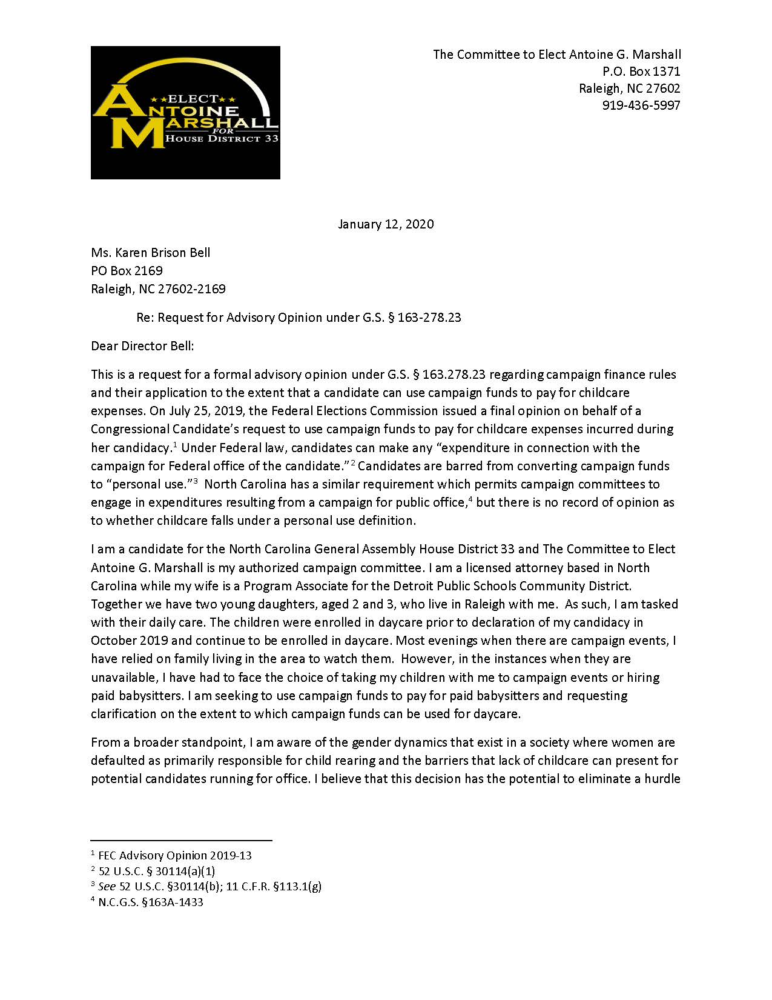 ★★ELECT★★
ANTOINE
MARSHALL
FOR
HOUSE DISTRICT 33
The Committee to Elect Antoine G. Marshall
P.O. Box 1371
Raleigh, NC 27602
919-436-5997
January 12, 2020
Ms. Karen Brison Bell
PO Box 2169
Raleigh, NC 27602-2169
Re: Request for Advisory Opinion under G.S. § 163-278.23
Dear Director Bell:
This is a request for a formal advisory opinion under G.S. § 163.278.23 regarding campaign finance rules
and their application to the extent that a candidate can use campaign funds to pay for childcare
expenses. On July 25, 2019, the Federal Elections Commission issued a final opinion on behalf of a
Congressional Candidate’s request to use campaign funds to pay for childcare expenses incurred during
her candidacy.¹ Under Federal law, candidates can make any “expenditure in connection with the
campaign for Federal office of the candidate.”² Candidates are barred from converting campaign funds
to “personal use.”³ North Carolina has a similar requirement which permits campaign committees to
engage in expenditures resulting from a campaign for public office,⁴ but there is no record of opinion as
to whether childcare falls under a personal use definition.
I am a candidate for the North Carolina General Assembly House District 33 and The Committee to Elect
Antoine G. Marshall is my authorized campaign committee. I am a licensed attorney based in North
Carolina while my wife is a Program Associate for the Detroit Public Schools Community District.
Together we have two young daughters, aged 2 and 3, who live in Raleigh with me. As such, I am tasked
with their daily care. The children were enrolled in daycare prior to declaration of my candidacy in
October 2019 and continue to be enrolled in daycare. Most evenings when there are campaign events, I
have relied on family living in the area to watch them. However, in the instances when they are
unavailable, I have had to face the choice of taking my children with me to campaign events or hiring
paid babysitters. I am seeking to use campaign funds to pay for paid babysitters and requesting
clarification on the extent to which campaign funds can be used for daycare.
From a broader standpoint, I am aware of the gender dynamics that exist in a society where women are
defaulted as primarily responsible for child rearing and the barriers that lack of childcare can present for
potential candidates running for office. I believe that this decision has the potential to eliminate a hurdle
¹ FEC Advisory Opinion 2019-13
² 52 U.S.C. § 30114(a)(1)
³ See 52 U.S.C. §30114(b); 11 C.F.R. §113.1(g)
⁴ N.C.G.S. §163A-1433